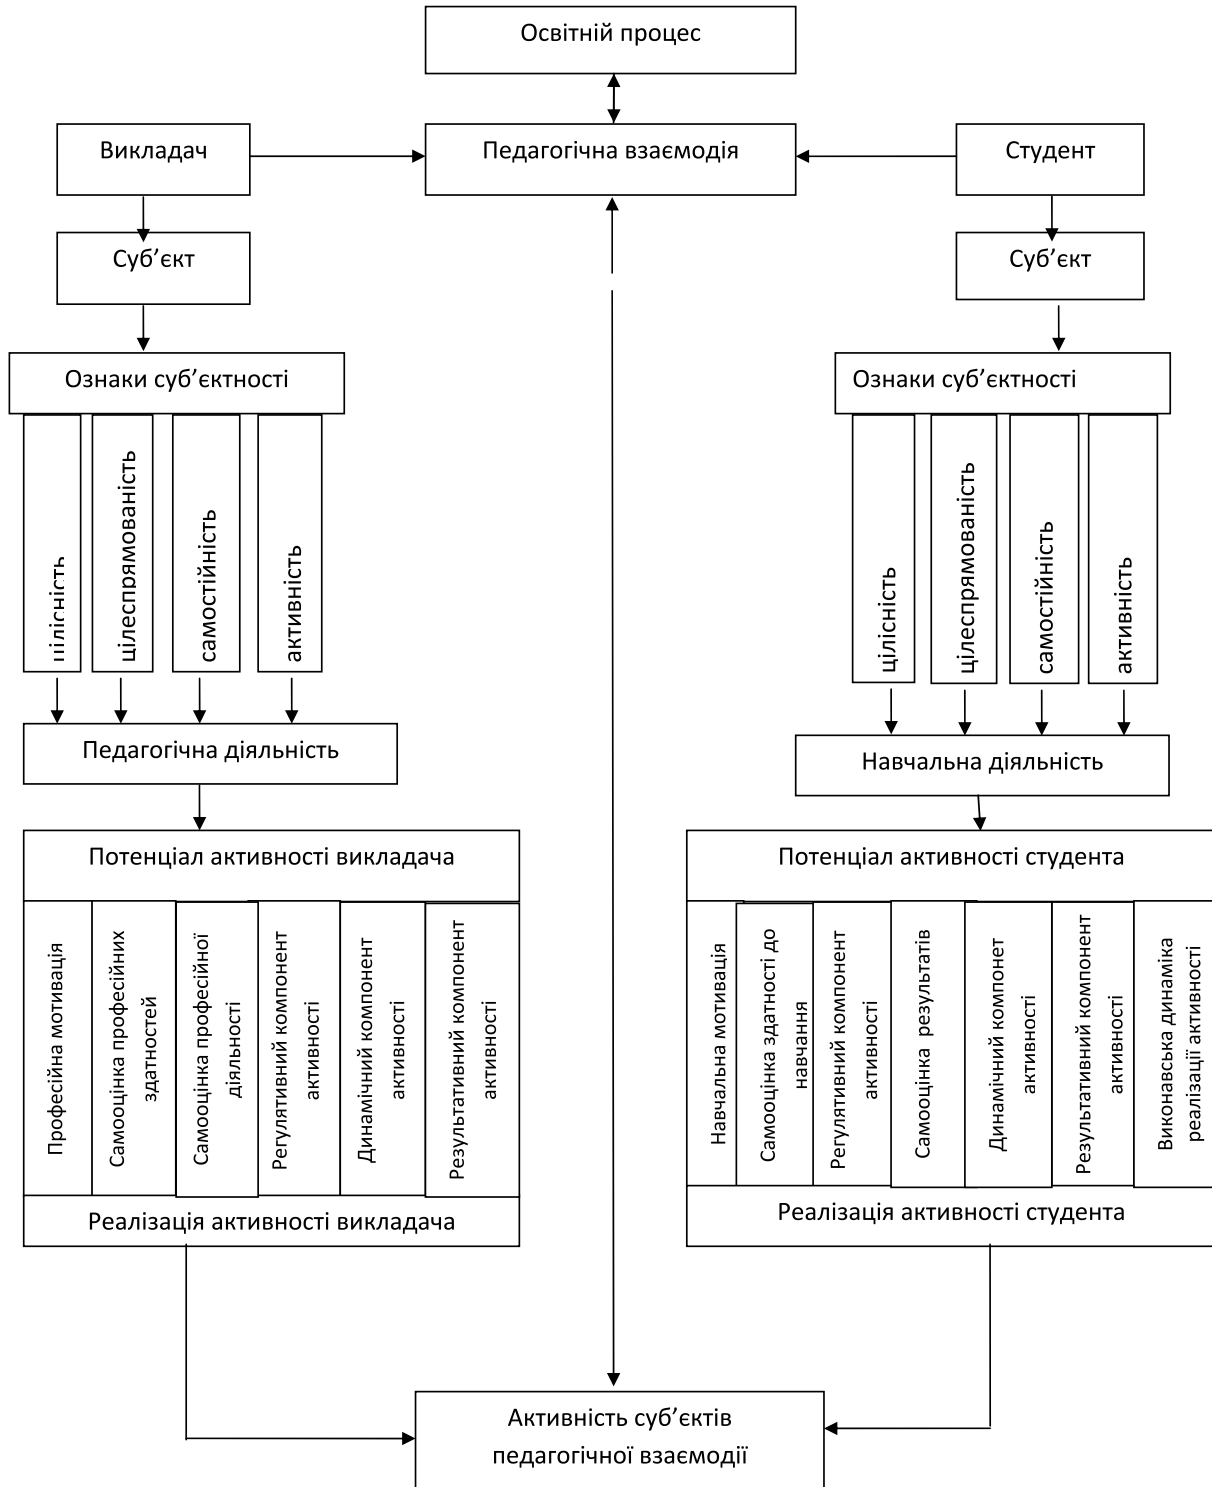 Освітній процес
Викладач
Педагогічна взаємодія
Студент
Суб’єкт
Суб’єкт
Ознаки суб’єктності
Ознаки суб’єктності
цілісність
цілеспрямованість
самостійність
активність
цілісність
цілеспрямованість
самостійність
активність
Педагогічна діяльність
Навчальна діяльність
Потенціал активності викладача
Потенціал активності студента
Професійна мотивація
Самооцінка професійних
здатностей
Самооцінка професійної
діяльності
Регулятивний компонент
активності
Динамічний компонент
активності
Результативний компонент
активності
Навчальна мотивація
Самооцінка здатності до
навчання
Регулятивний компонент
активності
Самооцінка результатів
Динамічний компонет
активності
Результативний компонент
активності
Виконавська динаміка
реалізації активності
Реалізація активності викладача
Реалізація активності студента
Активність суб’єктів
педагогічної взаємодії